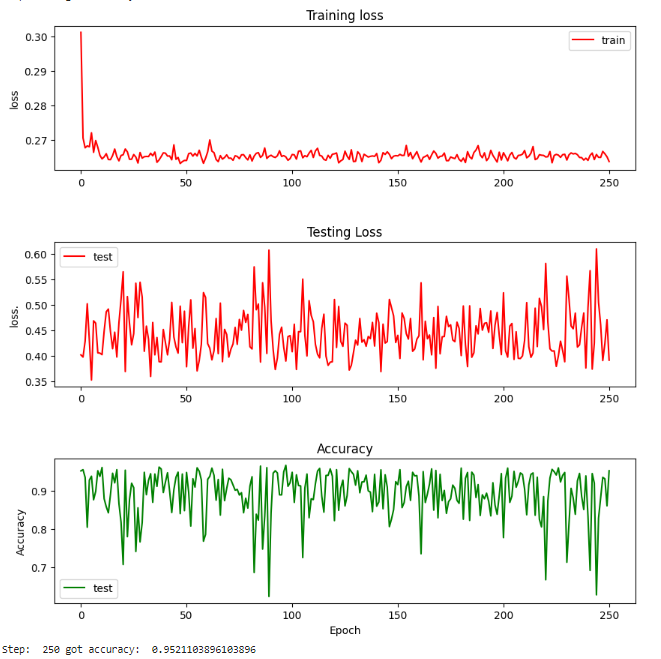 Training loss
0.30
0.29
0.28
0.27
loss
train
0 50 100 150 200 250
Testing Loss
0.60
0.55
0.50
0.45
0.40
0.35
loss.
test
0 50 100 150 200 250
Accuracy
0.9
0.8
0.7
Accuracy
test
0 50 100 150 200 250
Epoch
Step: 250 got accuracy: 0.9521103896103896